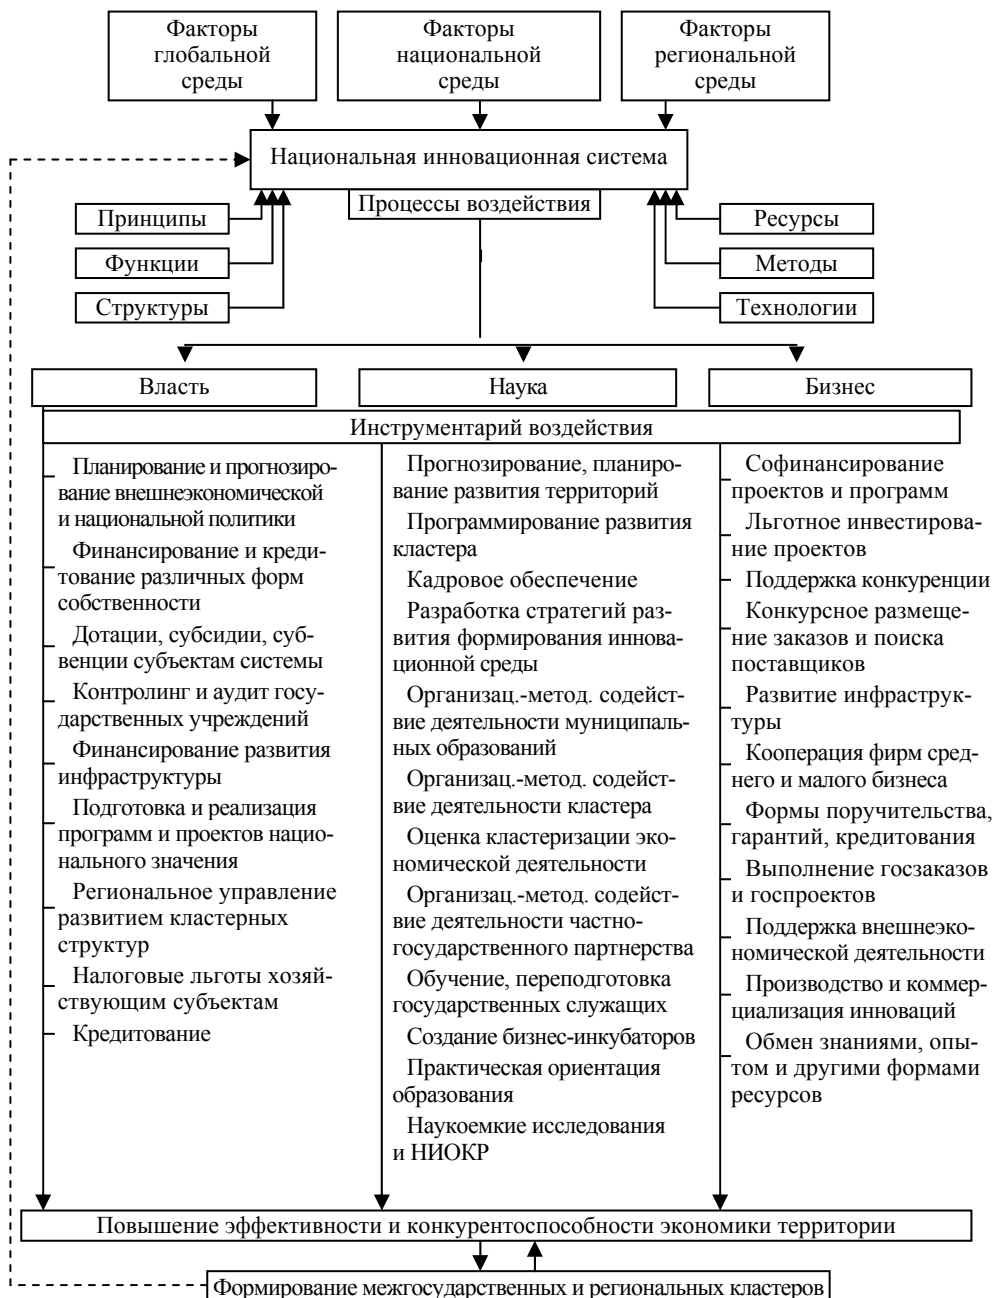 Факторы
глобальной
среды
Факторы
национальной
среды
Факторы
региональной
среды
Национальная инновационная система
Процессы воздействия
Принципы
Функции
Структуры
Ресурсы
Методы
Технологии
Власть
Наука
Бизнес
Инструментарий воздействия
Планирование и прогнозиро-
вание внешнеэкономической
и национальной политики
Финансирование и креди-
тование различных форм
собственности
Дотации, субсидии, суб-
венции субъектам системы
Контролинг и аудит госу-
дарственных учреждений
Финансирование развития
инфраструктуры
Подготовка и реализация
программ и проектов наци-
онального значения
Региональное управление
развитием кластерных
структур
Налоговые льготы хозяй-
ствующим субъектам
Кредитование
Прогнозирование, плани-
рование развития территорий
Программирование развития
кластера
Кадровое обеспечение
Разработка стратегий раз-
вития формирования иннова-
ционной среды
Организац.-метод. содейст-
вие деятельности муниципаль-
ных образований
Организац.-метод. содейст-
вие деятельности кластера
Оценка кластеризации эко-
номической деятельности
Организац.-метод. содейст-
вие деятельности частно-
государственного партнерства
Обучение, переподготовка
государственных служащих
Создание бизнес-инкубаторов
Практическая ориентация
образования
Наукоемкие исследования
и НИОКР
Софинансирование
проектов и программ
Льготное инвестирова-
ние проектов
Поддержка конкуренции
Конкурсное размеще-
ние заказов и поиска
поставщиков
Развитие инфраструк-
туры
Кооперация фирм сред-
него и малого бизнеса
Формы поручительства,
гарантий, кредитования
Выполнение госзаказов
и госпроектов
Поддержка внешнеэко-
номической деятельности
Производство и коммер-
циализация инноваций
Обмен знаниями, опы-
том и другими формами
ресурсов
Повышение эффективности и конкурентоспособности экономики территории
Формирование межгосударственных и региональных кластеров